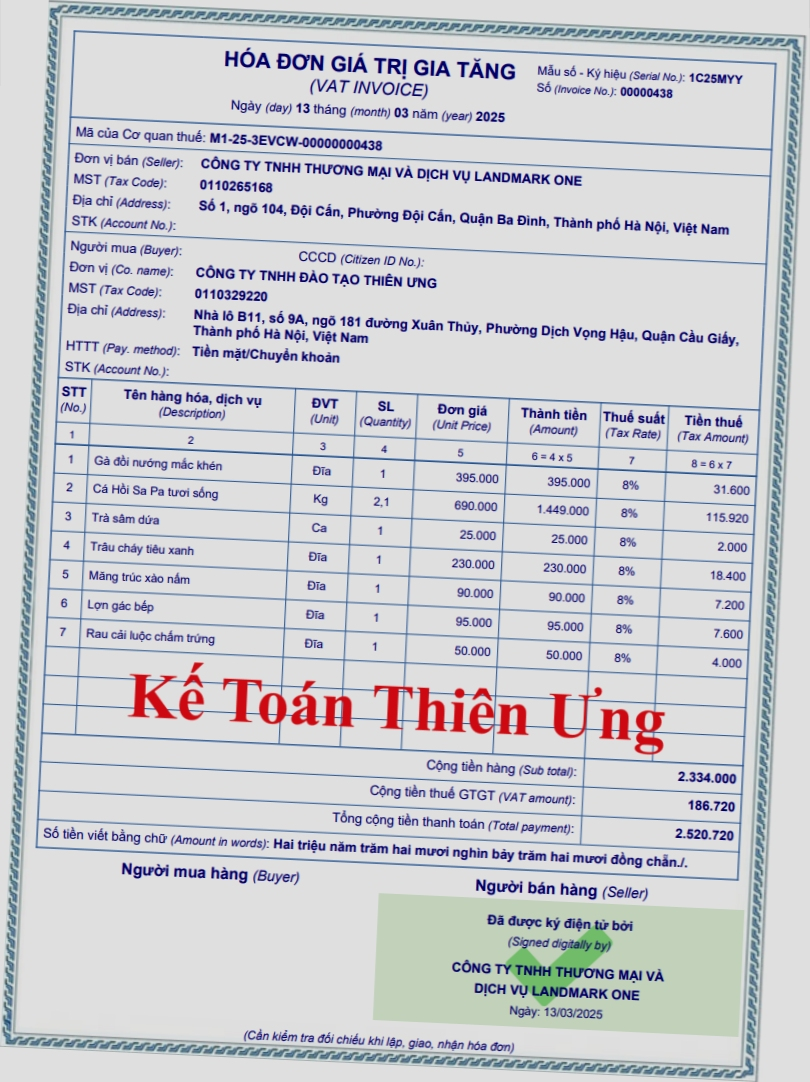 HÓA ĐƠN GIÁ TRỊ GIA TĂNG
(VAT INVOICE)
Ngày (day) 13 tháng (month) 03 năm (year) 2025
Mẫu số - Ký hiệu (Serial No.): 1C25MYY
Số (Invoice No.): 00000438
Mã của Cơ quan thuế: M1-25-3EVCW-00000000438
Đơn vị bán (Seller): CÔNG TY TNHH THƯƠNG MẠI VÀ DỊCH VỤ LANDMARK ONE
MST (Tax Code): 0110265168
Địa chỉ (Address): Số 1, ngõ 104, Đội Cấn, Phường Đội Cấn, Quận Ba Đình, Thành phố Hà Nội, Việt Nam
STK (Account No.):
Người mua (Buyer): CCCD (Citizen ID No.):
Đơn vị (Co. name): CÔNG TY TNHH ĐÀO TẠO THIÊN ƯNG
MST (Tax Code): 0110329220
Địa chỉ (Address): Nhà lô B11, số 9A, ngõ 181 đường Xuân Thủy, Phường Dịch Vọng Hậu, Quận Cầu Giấy,
Thành phố Hà Nội, Việt Nam
HTTT (Pay. method): Tiền mặt/Chuyển khoản
STK (Account No.):
STT Tên hàng hóa, dịch vụ ĐVT SL Đơn giá Thành tiền Thuế suất Tiền thuế
(No.) (Description) (Unit) (Quantity) (Unit Price) (Amount) (Tax Rate) (Tax Amount)
1 2 3 4 5 6 = 4 x 5 7 8 = 6 x 7
1 Gà đồi nướng mắc khén Đĩa 1 395.000 395.000 8% 31.600
2 Cá Hồi Sa Pa tươi sống Kg 2,1 690.000 1.449.000 8% 115.920
3 Trà sâm dứa Ca 1 25.000 25.000 8% 2.000
4 Trâu cháy tiêu xanh Đĩa 1 230.000 230.000 8% 18.400
5 Măng trúc xào nấm Đĩa 1 90.000 90.000 8% 7.200
6 Lợn gác bếp Đĩa 1 95.000 95.000 8% 7.600
7 Rau cải luộc chấm trứng Đĩa 1 50.000 50.000 8% 4.000
Kế Toán Thiên Ưng
Cộng tiền hàng (Sub total): 2.334.000
Cộng tiền thuế GTGT (VAT amount): 186.720
Tổng cộng tiền thanh toán (Total payment): 2.520.720
Số tiền viết bằng chữ (Amount in words): Hai triệu năm trăm hai mươi nghìn bảy trăm hai mươi đồng chẵn./.
Người mua hàng (Buyer)
Người bán hàng (Seller)
Đã được ký điện tử bởi
(Signed digitally by)
CÔNG TY TNHH THƯƠNG MẠI VÀ
DỊCH VỤ LANDMARK ONE
Ngày: 13/03/2025
(Cần kiểm tra đối chiếu khi lập, giao, nhận hóa đơn)